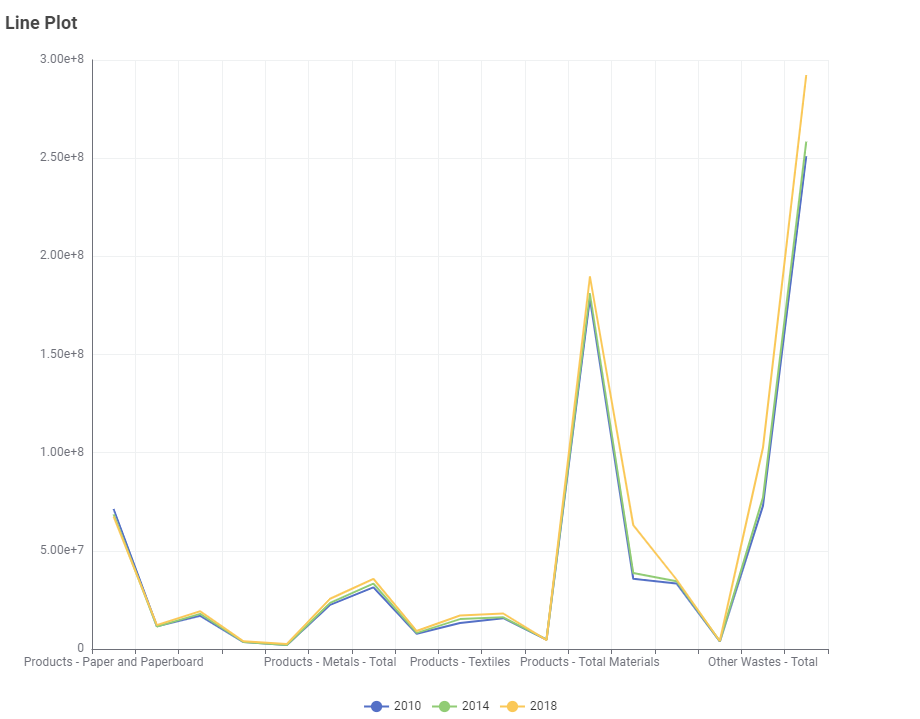 Line Plot
3.00e+8
2.50e+8
2.00e+8
1.50e+8
1.00e+8
5.00e+7
0
Products - Paper and Paperboard
Products - Metals - Total
Products - Textiles
Products - Total Materials
Other Wastes - Total
2010
2014
2018